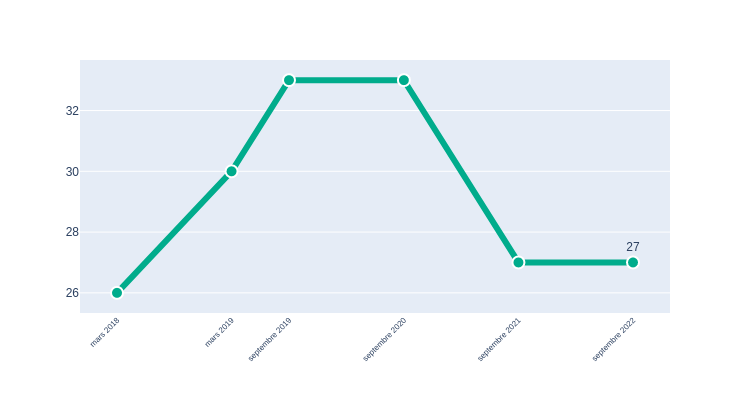 32
30
28
26
27
mars 2018
mars 2019
septembre 2019
septembre 2020
septembre 2021
septembre 2022